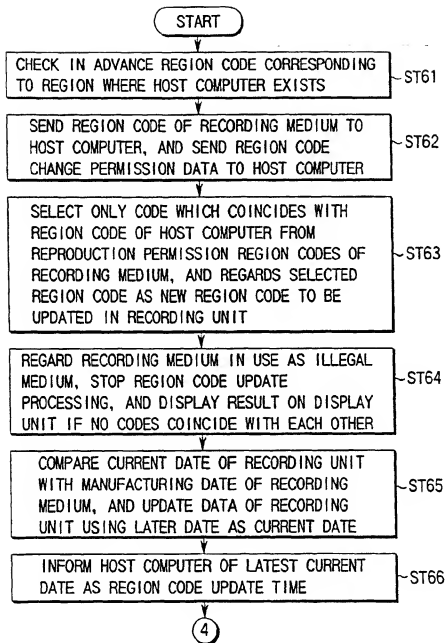 START
CHECK IN ADVANCE REGION CODE CORRESPONDING
TO REGION WHERE HOST COMPUTER EXISTS
ST61
SEND REGION CODE OF RECORDING MEDIUM TO
HOST COMPUTER, AND SEND REGION CODE
CHANGE PERMISSION DATA TO HOST COMPUTER
ST62
SELECT ONLY CODE WHICH COINCIDES WITH
REGION CODE OF HOST COMPUTER FROM
REPRODUCTION PERMISSION REGION CODES OF
RECORDING MEDIUM, AND REGARDS SELECTED
REGION CODE AS NEW REGION CODE TO BE
UPDATED IN RECORDING UNIT
ST63
REGARD RECORDING MEDIUM IN USE AS ILLEGAL
MEDIUM, STOP REGION CODE UPDATE
PROCESSING, AND DISPLAY RESULT ON DISPLAY
UNIT IF NO CODES COINCIDE WITH EACH OTHER
ST64
COMPARE CURRENT DATE OF RECORDING UNIT
WITH MANUFACTURING DATE OF RECORDING
MEDIUM, AND UPDATE DATA OF RECORDING
UNIT USING LATER DATE AS CURRENT DATE
ST65
INFORM HOST COMPUTER OF LATEST CURRENT
DATE AS REGION CODE UPDATE TIME
ST66
4